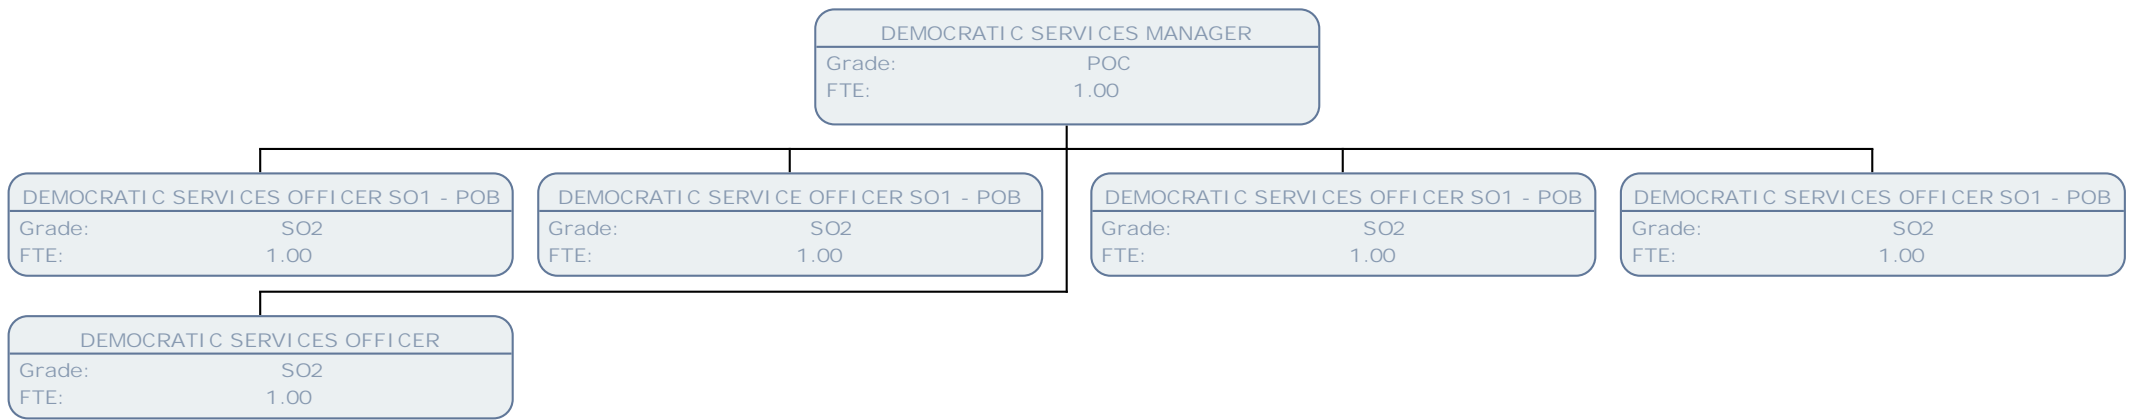 DEMOCRATIC SERVICES MANAGER
Grade: POC
FTE: 1.00
DEMOCRATIC SERVICES OFFICER SO1 - POB
Grade: SO2
FTE: 1.00
DEMOCRATIC SERVICE OFFICER SO1 - POB
Grade: SO2
FTE: 1.00
DEMOCRATIC SERVICES OFFICER SO1 - POB
Grade: SO2
FTE: 1.00
DEMOCRATIC SERVICES OFFICER SO1 - POB
Grade: SO2
FTE: 1.00
DEMOCRATIC SERVICES OFFICER
Grade: SO2
FTE: 1.00